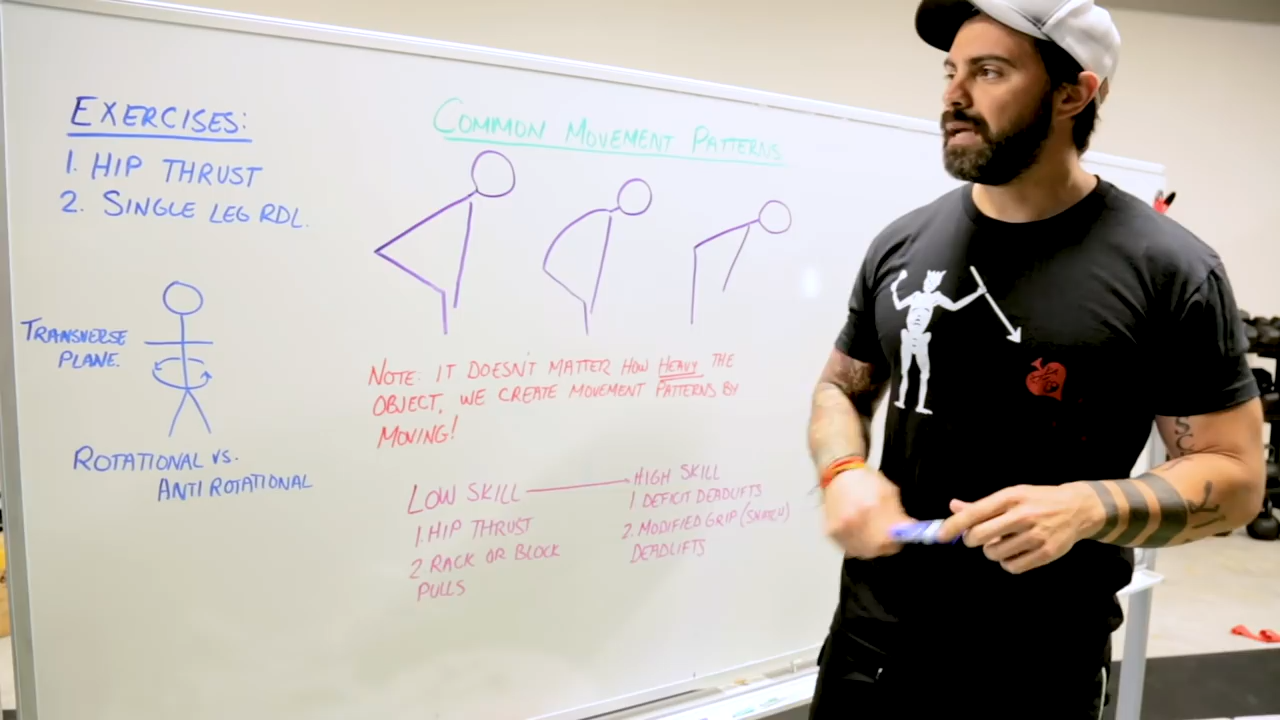 EXERCISES:
1. HIP THRUST
2. SINGLE LEG RDL.
TRANSVERSE
PLANE.
ROTATIONAL VS.
ANTI ROTATIONAL
COMMON MOVEMENT PATTERNS
NOTE: IT DOESN'T MATTER HOW HEAVY THE
OBJECT, WE CREATE MOVEMENT PATTERNS BY
MOVING!
LOW SKILL
1. HIP THRUST
2. RACK OR BLOCK
PULLS
HIGH SKILL
1. DEFICIT DEADLIFTS
2. MODIFIED GRIP (SNATCH)
DEADLIFTS